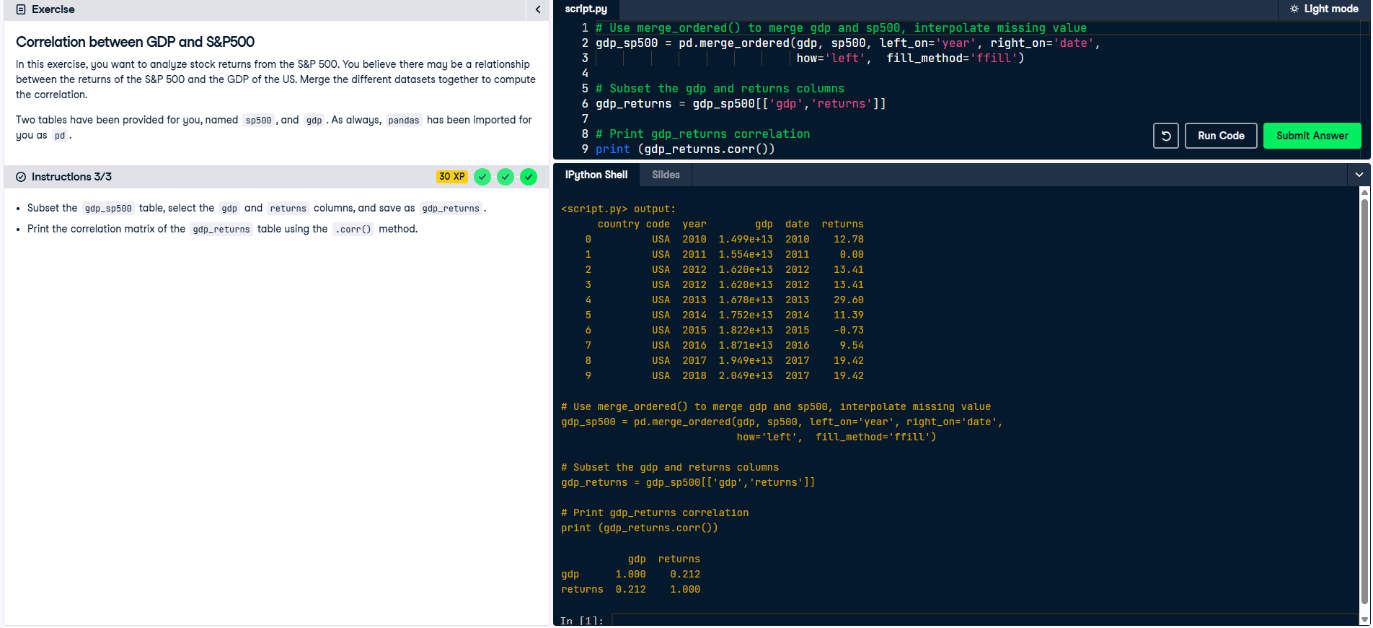 Exercise
Correlation between GDP and S&P500
In this exercise, you want to analyze stock returns from the S&P 500. You believe there may be a relationship
between the returns of the S&P 500 and the GDP of the US. Merge the different datasets together to compute
the correlation.
Two tables have been provided for you, named sp500 , and gdp . As always, pandas has been imported for
you as pd .
Instructions 3/3
30 XP
Subset the gdp_sp500 table, select the gdp and returns columns, and save as gdp_returns .
Print the correlation matrix of the gdp_returns table using the .corr() method.
script.py
Light mode
1 # Use merge_ordered() to merge gdp and sp500, interpolate missing value
2 gdp_sp500 = pd.merge_ordered(gdp, sp500, left_on='year', right_on='date',
3 how='left',  fill_method='ffill')
4
5 # Subset the gdp and returns columns
6 gdp_returns = gdp_sp500[['gdp','returns']]
7
8 # Print gdp_returns correlation
9 print (gdp_returns.corr())
Run Code
Submit Answer
IPython Shell
Slides
<script.py> output:
country code  year  gdp  date  returns
0  USA  2010  1.499e+13  2010  12.78
1  USA  2011  1.554e+13  2011  0.00
2  USA  2012  1.620e+13  2012  13.41
3  USA  2012  1.620e+13  2012  13.41
4  USA  2013  1.678e+13  2013  29.60
5  USA  2014  1.752e+13  2014  11.39
6  USA  2015  1.822e+13  2015  -0.73
7  USA  2016  1.871e+13  2016  9.54
8  USA  2017  1.949e+13  2017  19.42
9  USA  2018  2.049e+13  2017  19.42
# Use merge_ordered() to merge gdp and sp500, interpolate missing value
gdp_sp500 = pd.merge_ordered(gdp, sp500, left_on='year', right_on='date',
how='left',  fill_method='ffill')
# Subset the gdp and returns columns
gdp_returns = gdp_sp500[['gdp','returns']]
# Print gdp_returns correlation
print (gdp_returns.corr())
gdp  returns
gdp  1.000  0.212
returns  0.212  1.000
In [1]: